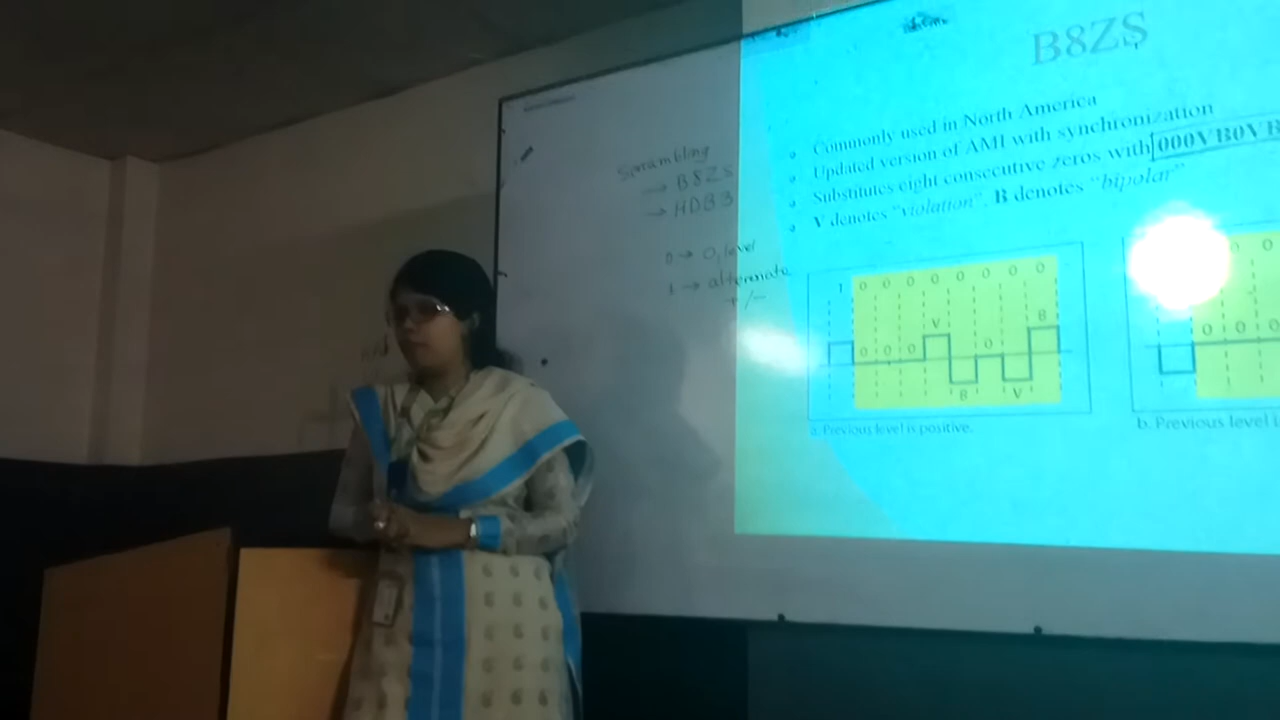 B8ZS
Commonly used in North America
Updated version of AMI with synchronization
Substitutes eight consecutive zeros with 000VB0VB
V denotes "violation". B denotes "bipolar"
Scrambling
→ B8ZS
→ HDB3
0 → 0, level
1 → alternate
+/-
1 0 0 0 0 0 0 0 0
V
B
0 0 0
0
B
V
a. Previous level is positive.
0
0 0 0
b. Previous level i